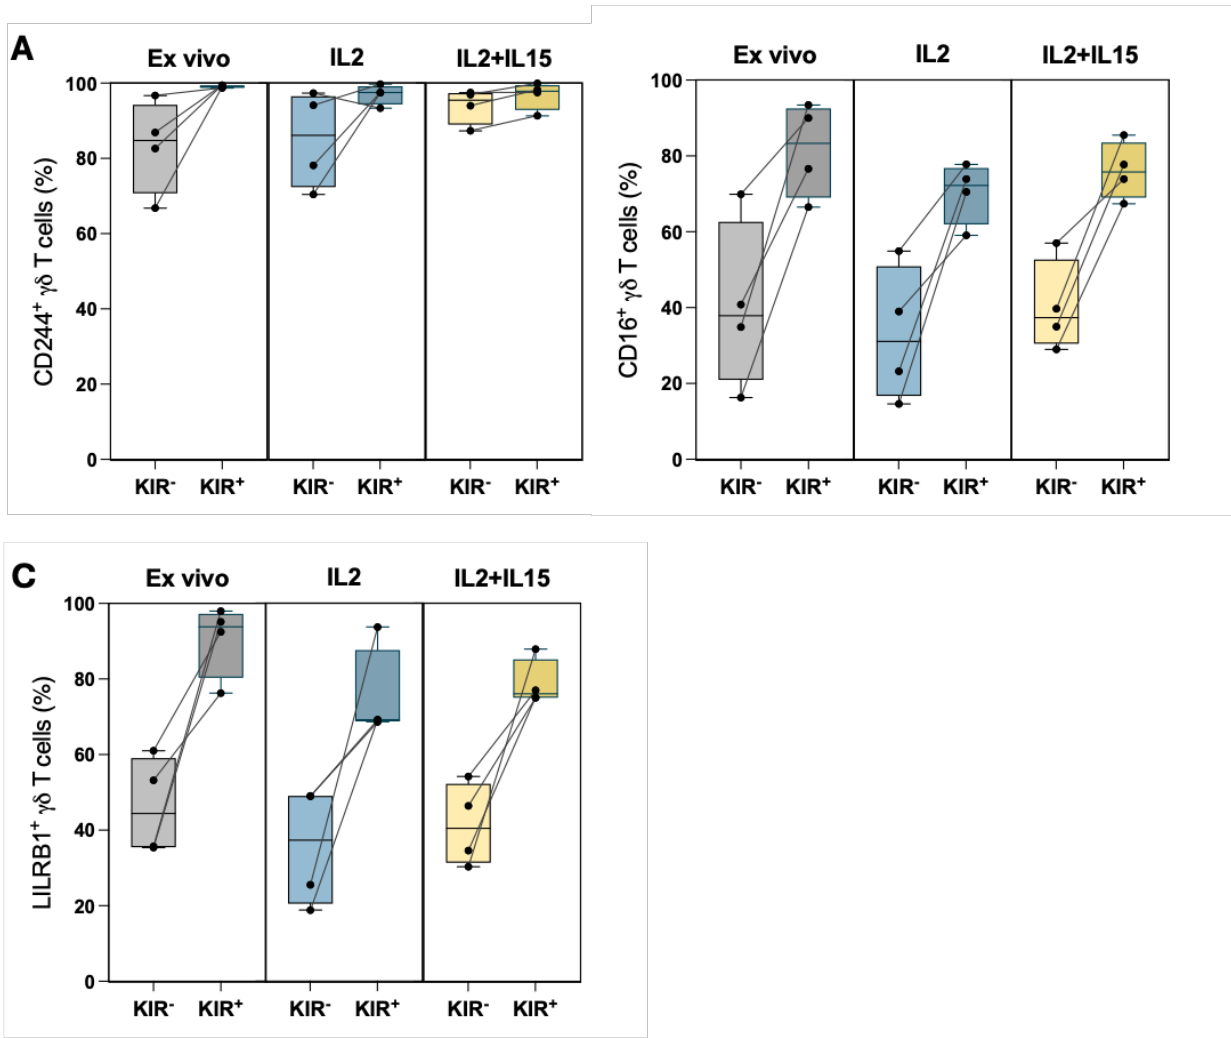 A
Ex vivo IL2 IL2+IL15
CD244⁺ γδ T cells (%)
100
80
60
40
20
0
KIR⁻ KIR⁺ KIR⁻ KIR⁺ KIR⁻ KIR⁺
Ex vivo IL2 IL2+IL15
CD16⁺ γδ T cells (%)
100
80
60
40
20
0
KIR⁻ KIR⁺ KIR⁻ KIR⁺ KIR⁻ KIR⁺
C
Ex vivo IL2 IL2+IL15
LILRB1⁺ γδ T cells (%)
100
80
60
40
20
0
KIR⁻ KIR⁺ KIR⁻ KIR⁺ KIR⁻ KIR⁺